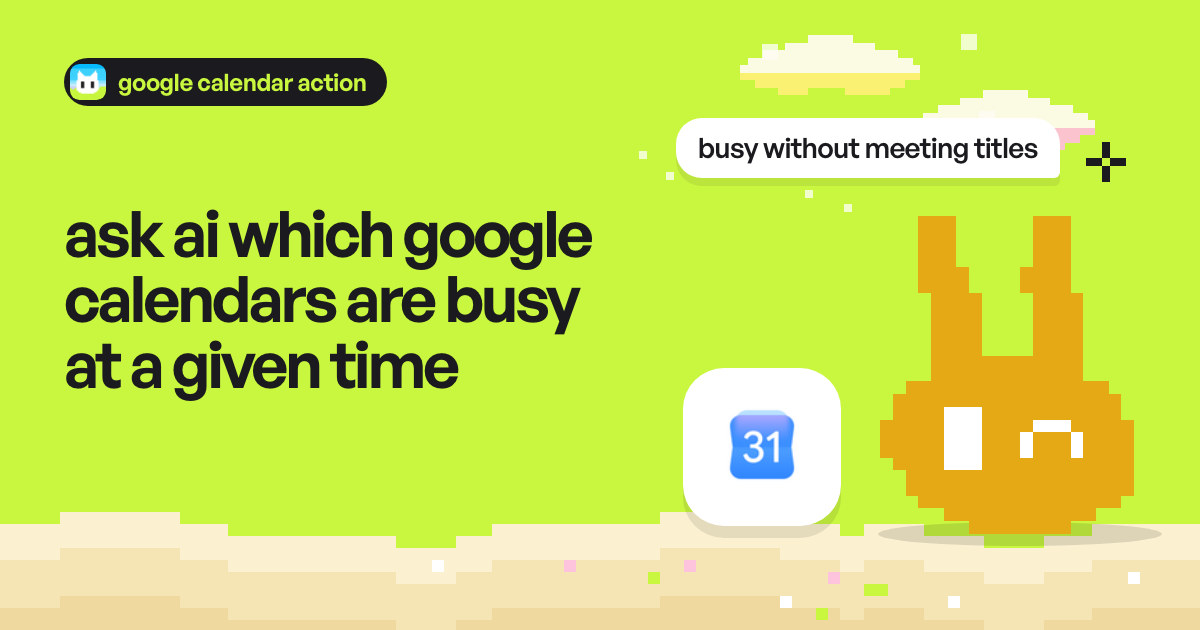 google calendar action
busy without meeting titles
ask ai which google
calendars are busy
at a given time
31